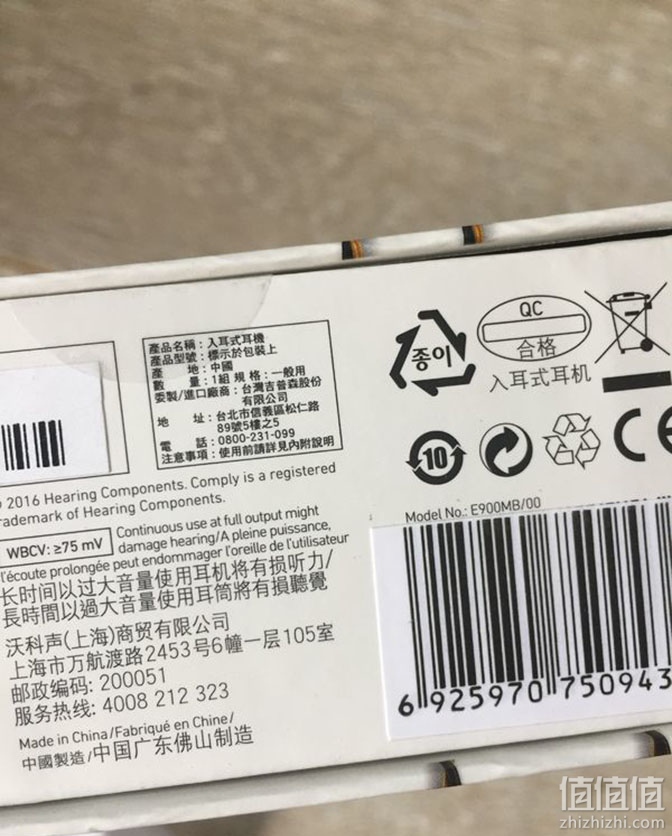 產品名稱：入耳式耳機
產品型號：標示於包裝上
產　　地：中國
數　　量：1組 規格：一般用
委製/進口廠商：台灣吉普森股份
有限公司
地　　址：台北市信義區松仁路
89號5樓之5
電　　話：0800-231-099
注意事項：使用前請詳見內附說明
종이
QC
合格
入耳式耳机
10
CE
© 2016 Hearing Components. Comply is a registered
trademark of Hearing Components.
WBCV: ≥75 mV
Continuous use at full output might
damage hearing/A pleine puissance,
l'écoute prolongée peut endommager l'oreille de l'utilisateur
长时间以过大音量使用耳机将有损听力/
長時間以過大音量使用耳筒將有損聽覺
沃科声(上海)商贸有限公司
上海市万航渡路2453号6幢一层105室
邮政编码: 200051
服务热线: 4008 212 323
Made in China/Fabriqué en Chine/
中國製造/中国广东佛山制造
Model No.: E900MB/00
6 925970 750943
值值值
zhizhizhi.com